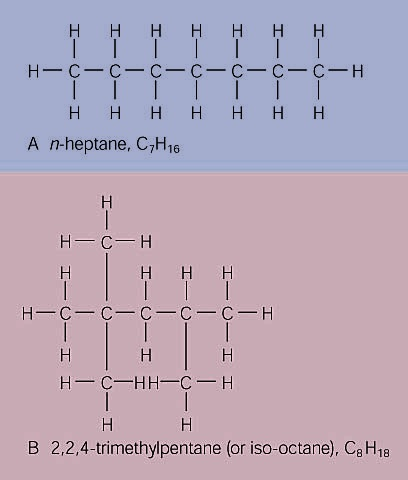 H H H H H H H
H—C—C—C—C—C—C—C—H
H H H H H H H
A n-heptane, C₇H₁₆
H
H—C—H
H H H H
H—C—C—C—C—C—H
H H H
H—C—HH—C—H
H H
B 2,2,4-trimethylpentane (or iso-octane), C₈H₁₈